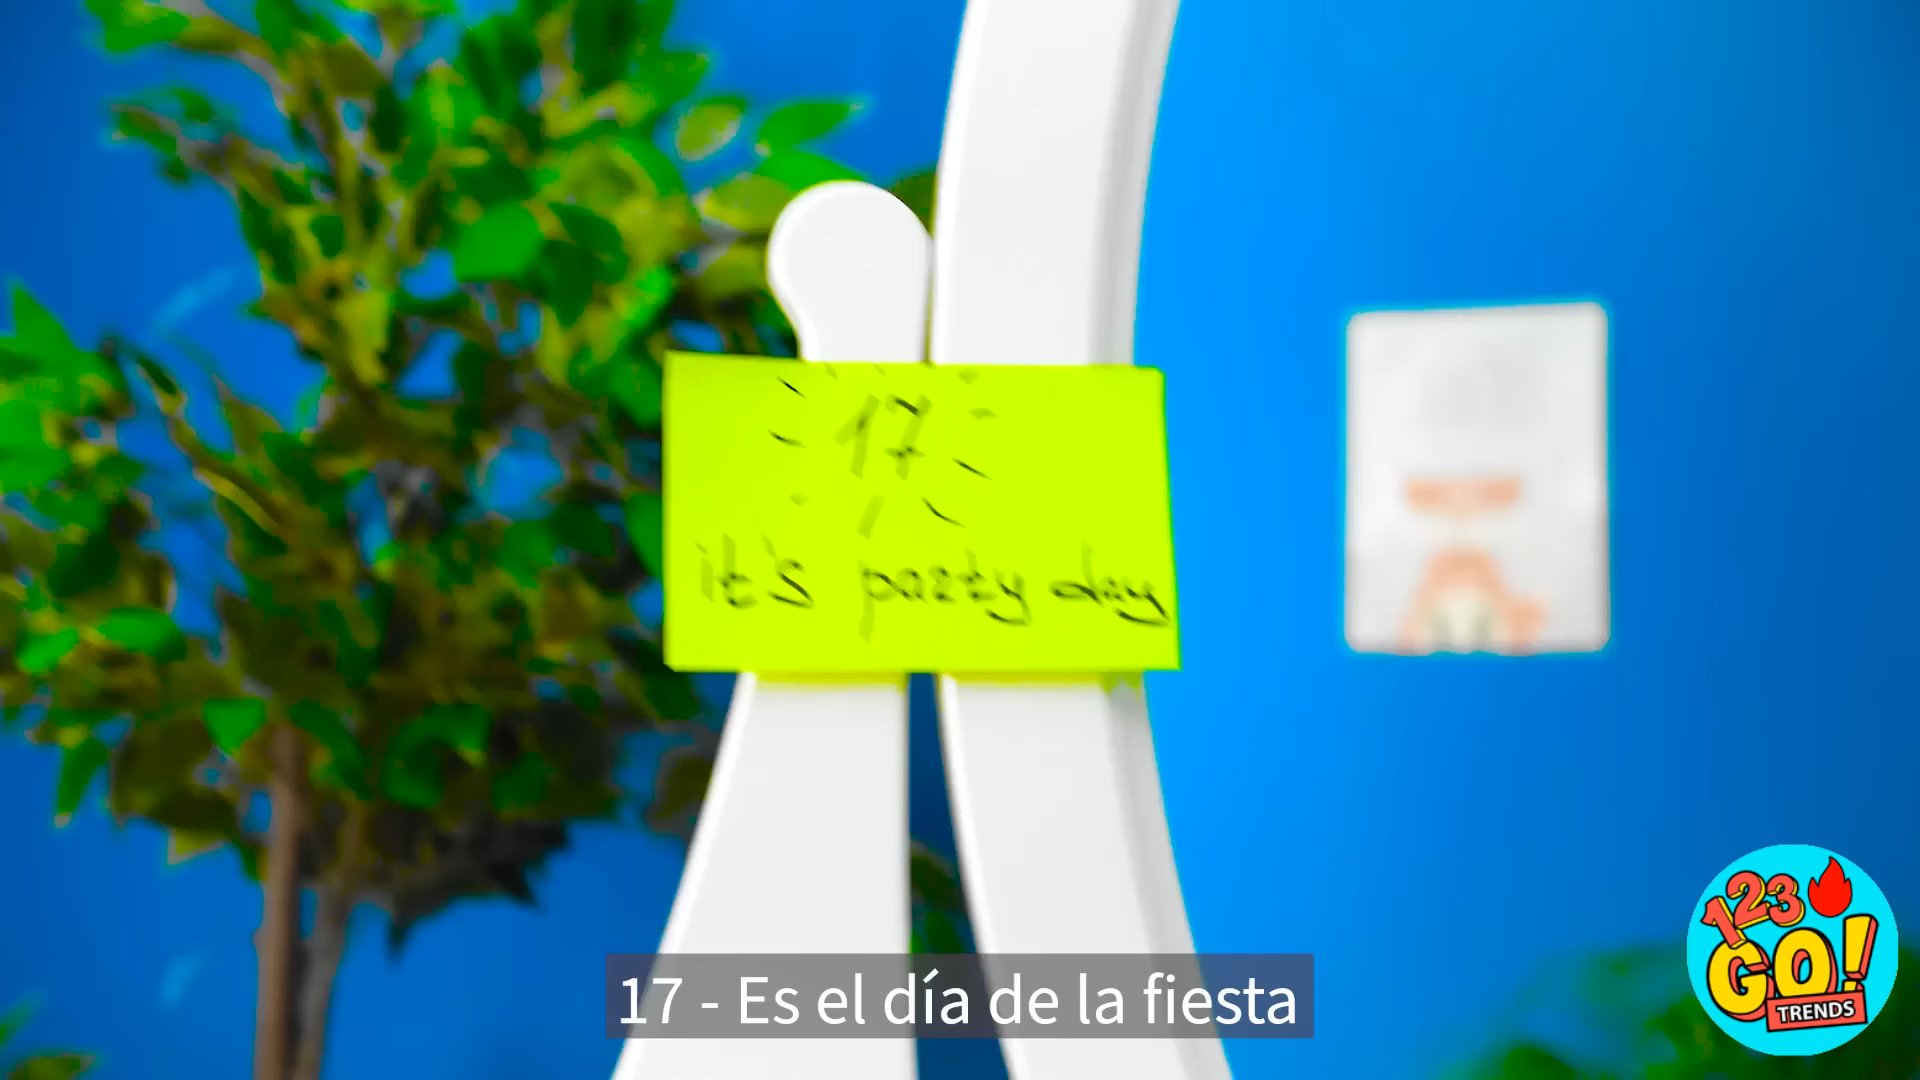 17
it's party day
17 - Es el día de la fiesta
123
GO!
TRENDS